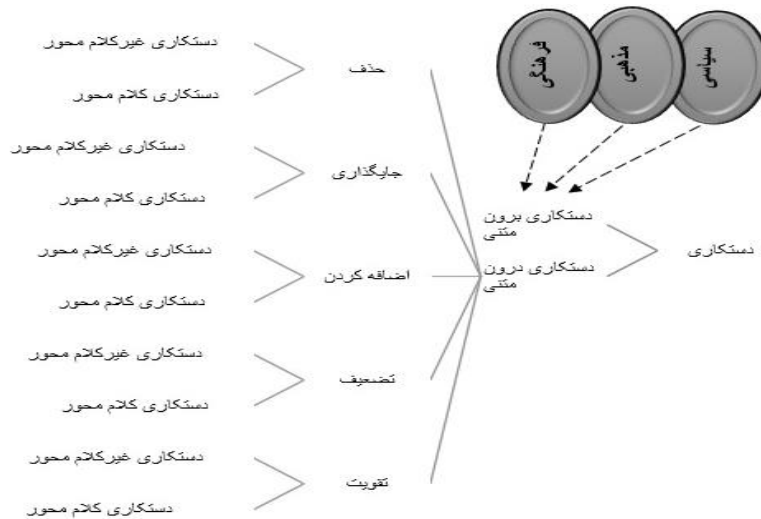 سیاسی
مذهبی
فرهنگی
دستکاری
دستکاری برون
متنی
دستکاری درون
متنی
حذف
دستکاری غیرکلام محور
دستکاری کلام محور
جایگذاری
دستکاری غیرکلام محور
دستکاری کلام محور
اضافه کردن
دستکاری غیرکلام محور
دستکاری کلام محور
تضعیف
دستکاری غیرکلام محور
دستکاری کلام محور
تقویت
دستکاری غیرکلام محور
دستکاری کلام محور